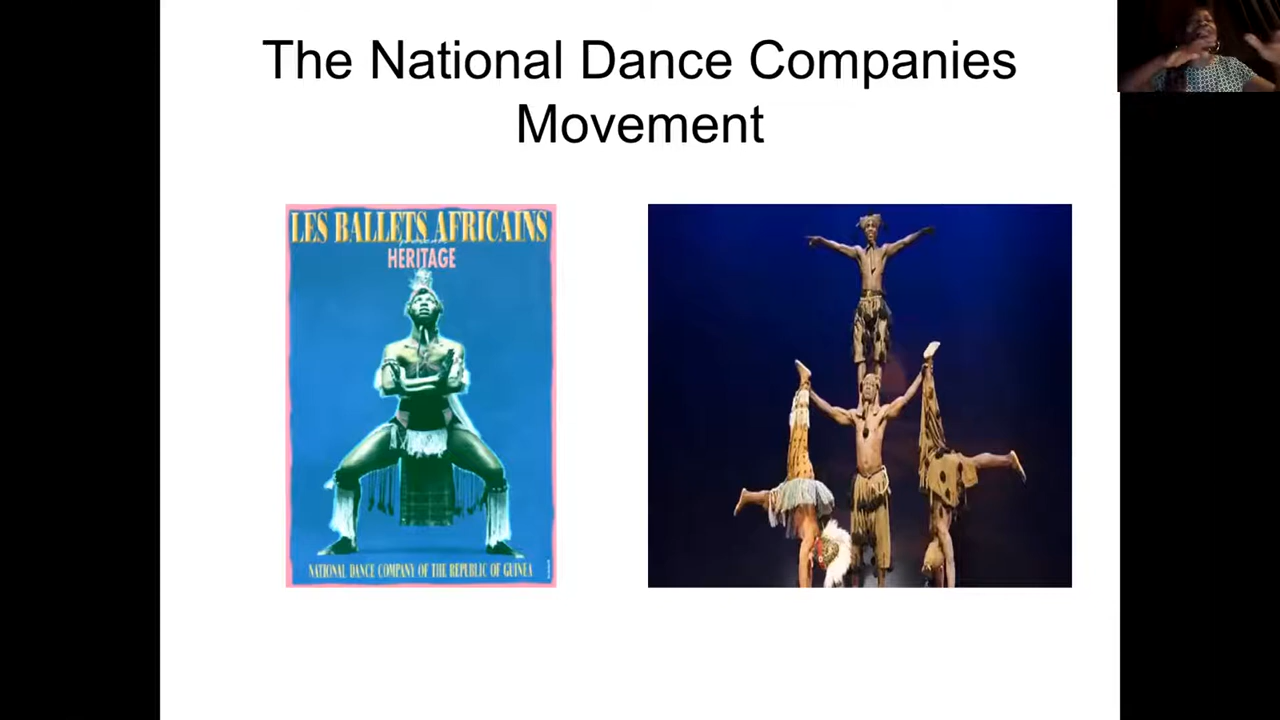 The National Dance Companies
Movement
LES BALLETS AFRICAINS
HERITAGE
NATIONAL DANCE COMPANY OF THE REPUBLIC OF GUINEA